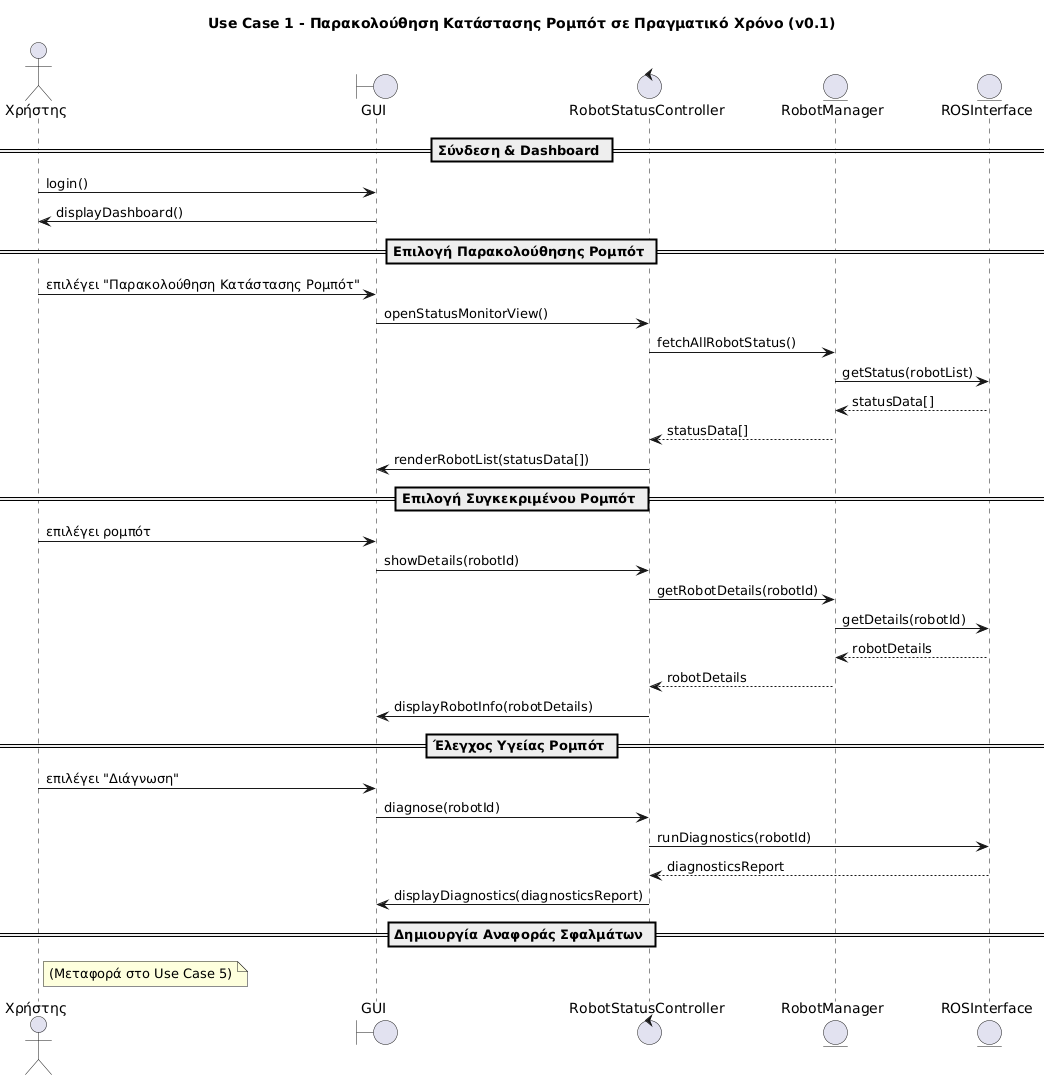 Use Case 1 - Παρακολούθηση Κατάστασης Ρομπότ σε Πραγματικό Χρόνο (v0.1)
Χρήστης GUI RobotStatusController RobotManager ROSInterface
Σύνδεση & Dashboard
login()
displayDashboard()
Επιλογή Παρακολούθησης Ρομπότ
επιλέγει "Παρακολούθηση Κατάστασης Ρομπότ"
openStatusMonitorView()
fetchAllRobotStatus()
getStatus(robotList)
statusData[]
statusData[]
renderRobotList(statusData[])
Επιλογή Συγκεκριμένου Ρομπότ
επιλέγει ρομπότ
showDetails(robotId)
getRobotDetails(robotId)
getDetails(robotId)
robotDetails
robotDetails
displayRobotInfo(robotDetails)
Έλεγχος Υγείας Ρομπότ
επιλέγει "Διάγνωση"
diagnose(robotId)
runDiagnostics(robotId)
diagnosticsReport
displayDiagnostics(diagnosticsReport)
Δημιουργία Αναφοράς Σφαλμάτων
(Μεταφορά στο Use Case 5)
Χρήστης GUI RobotStatusController RobotManager ROSInterface